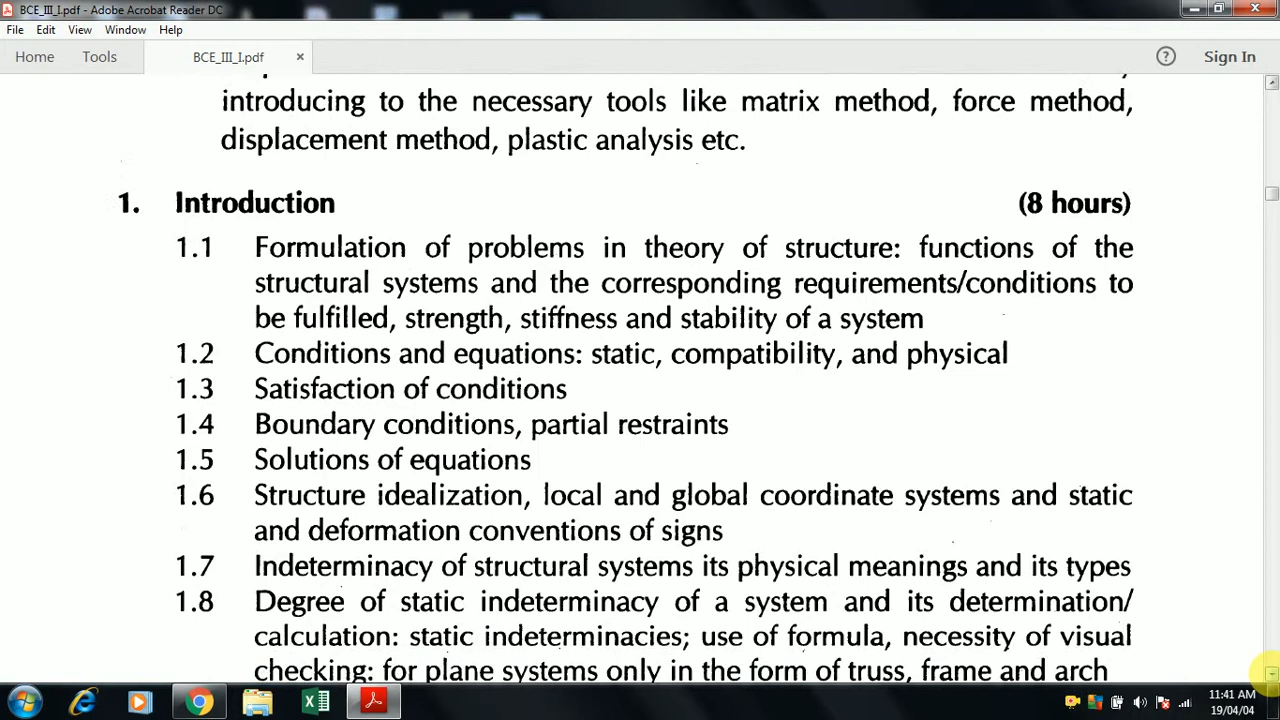 BCE_III_I.pdf - Adobe Acrobat Reader DC
File Edit View Window Help
Home Tools BCE_III_I.pdf × ? Sign In
introducing to the necessary tools like matrix method, force method,
displacement method, plastic analysis etc.
1. Introduction (8 hours)
1.1 Formulation of problems in theory of structure: functions of the
structural systems and the corresponding requirements/conditions to
be fulfilled, strength, stiffness and stability of a system
1.2 Conditions and equations: static, compatibility, and physical
1.3 Satisfaction of conditions
1.4 Boundary conditions, partial restraints
1.5 Solutions of equations
1.6 Structure idealization, local and global coordinate systems and static
and deformation conventions of signs
1.7 Indeterminacy of structural systems its physical meanings and its types
1.8 Degree of static indeterminacy of a system and its determination/
calculation: static indeterminacies; use of formula, necessity of visual
checking: for plane systems only in the form of truss, frame and arch
11:41 AM
19/04/04